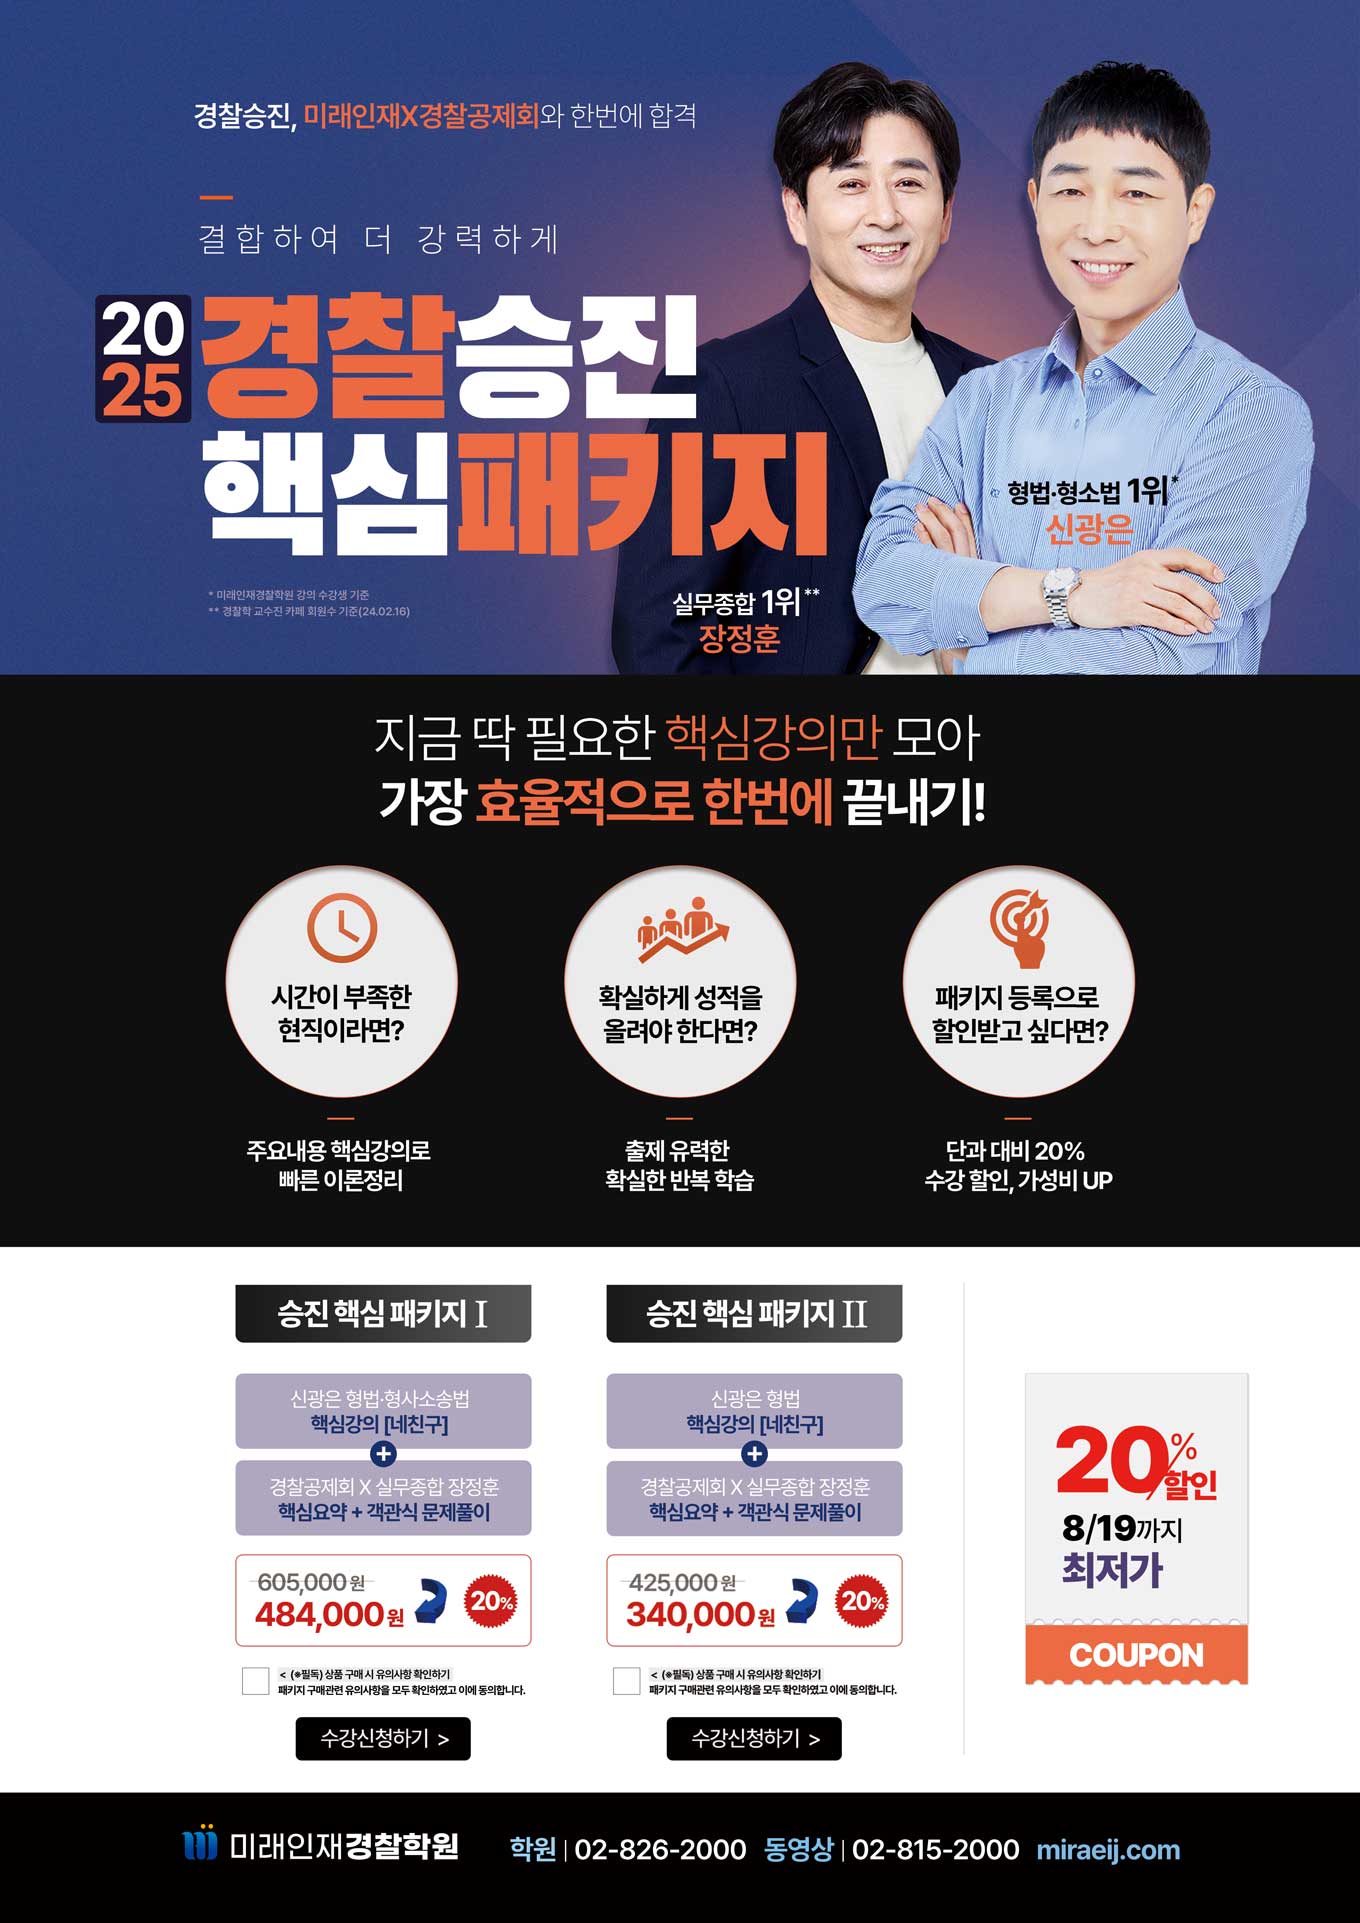 경찰승진, 미래인재X경찰공제회와 한번에 합격
결합하여 더 강력하게
2025 경찰승진
핵심패키지
* 미래인재경찰학원 강의 수강생 기준
** 경찰학 교수진 카페 회원수 기준(24.02.16)
형법·형소법 1위*
신광은
실무종합 1위**
장정훈
지금 딱 필요한 핵심강의만 모아
가장 효율적으로 한번에 끝내기!
시간이 부족한
현직이라면?
주요내용 핵심강의로
빠른 이론정리
확실하게 성적을
올려야 한다면?
출제 유력한
확실한 반복 학습
패키지 등록으로
할인받고 싶다면?
단과 대비 20%
수강 할인, 가성비 UP
승진 핵심 패키지 I
신광은 형법·형사소송법
핵심강의 [네친구]
+
경찰공제회 X 실무종합 장정훈
핵심요약 + 객관식 문제풀이
605,000원
484,000원
20%
< (※필독) 상품 구매 시 유의사항 확인하기
패키지 구매관련 유의사항을 모두 확인하였고 이에 동의합니다.
수강신청하기 >
승진 핵심 패키지 II
신광은 형법
핵심강의 [네친구]
+
경찰공제회 X 실무종합 장정훈
핵심요약 + 객관식 문제풀이
425,000원
340,000원
20%
< (※필독) 상품 구매 시 유의사항 확인하기
패키지 구매관련 유의사항을 모두 확인하였고 이에 동의합니다.
수강신청하기 >
20% 할인
8/19까지
최저가
COUPON
미래인재경찰학원 학원 | 02-826-2000 동영상 | 02-815-2000 miraeij.com